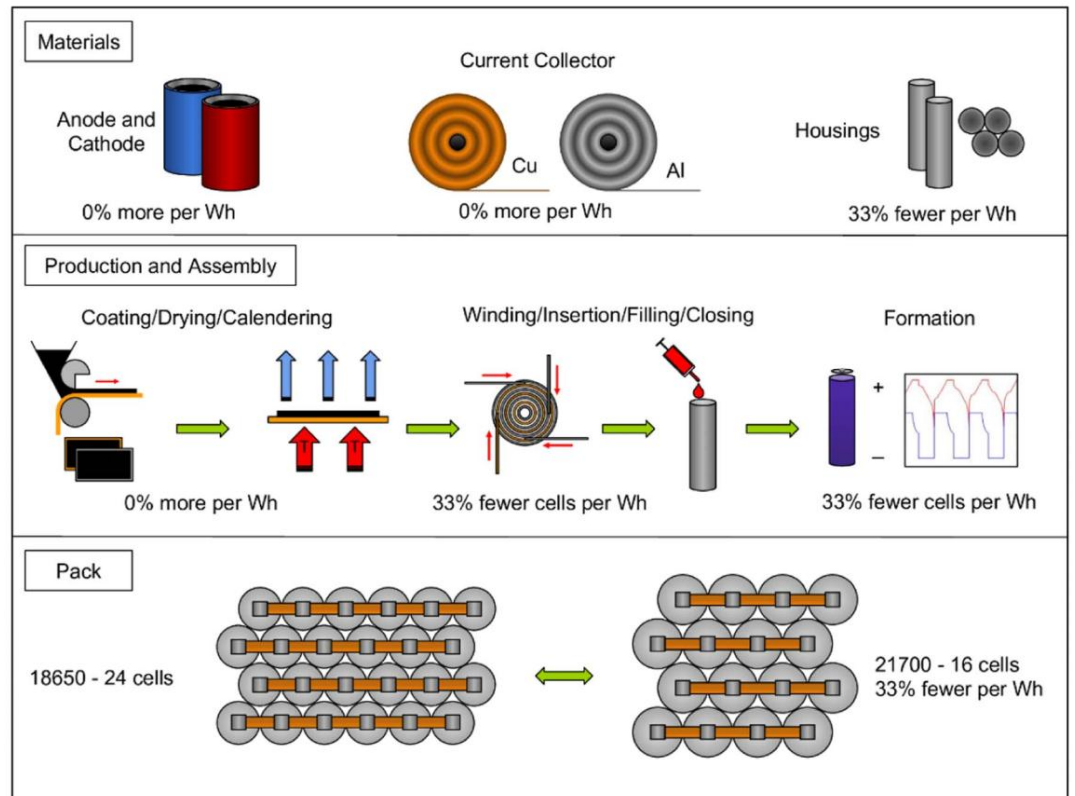 Materials
Current Collector
Anode and
Cathode
Cu
Al
Housings
0% more per Wh
0% more per Wh
33% fewer per Wh
Production and Assembly
Coating/Drying/Calendering
Winding/Insertion/Filling/Closing
Formation
T
T
+
–
0% more per Wh
33% fewer cells per Wh
33% fewer cells per Wh
Pack
18650 - 24 cells
21700 - 16 cells
33% fewer per Wh